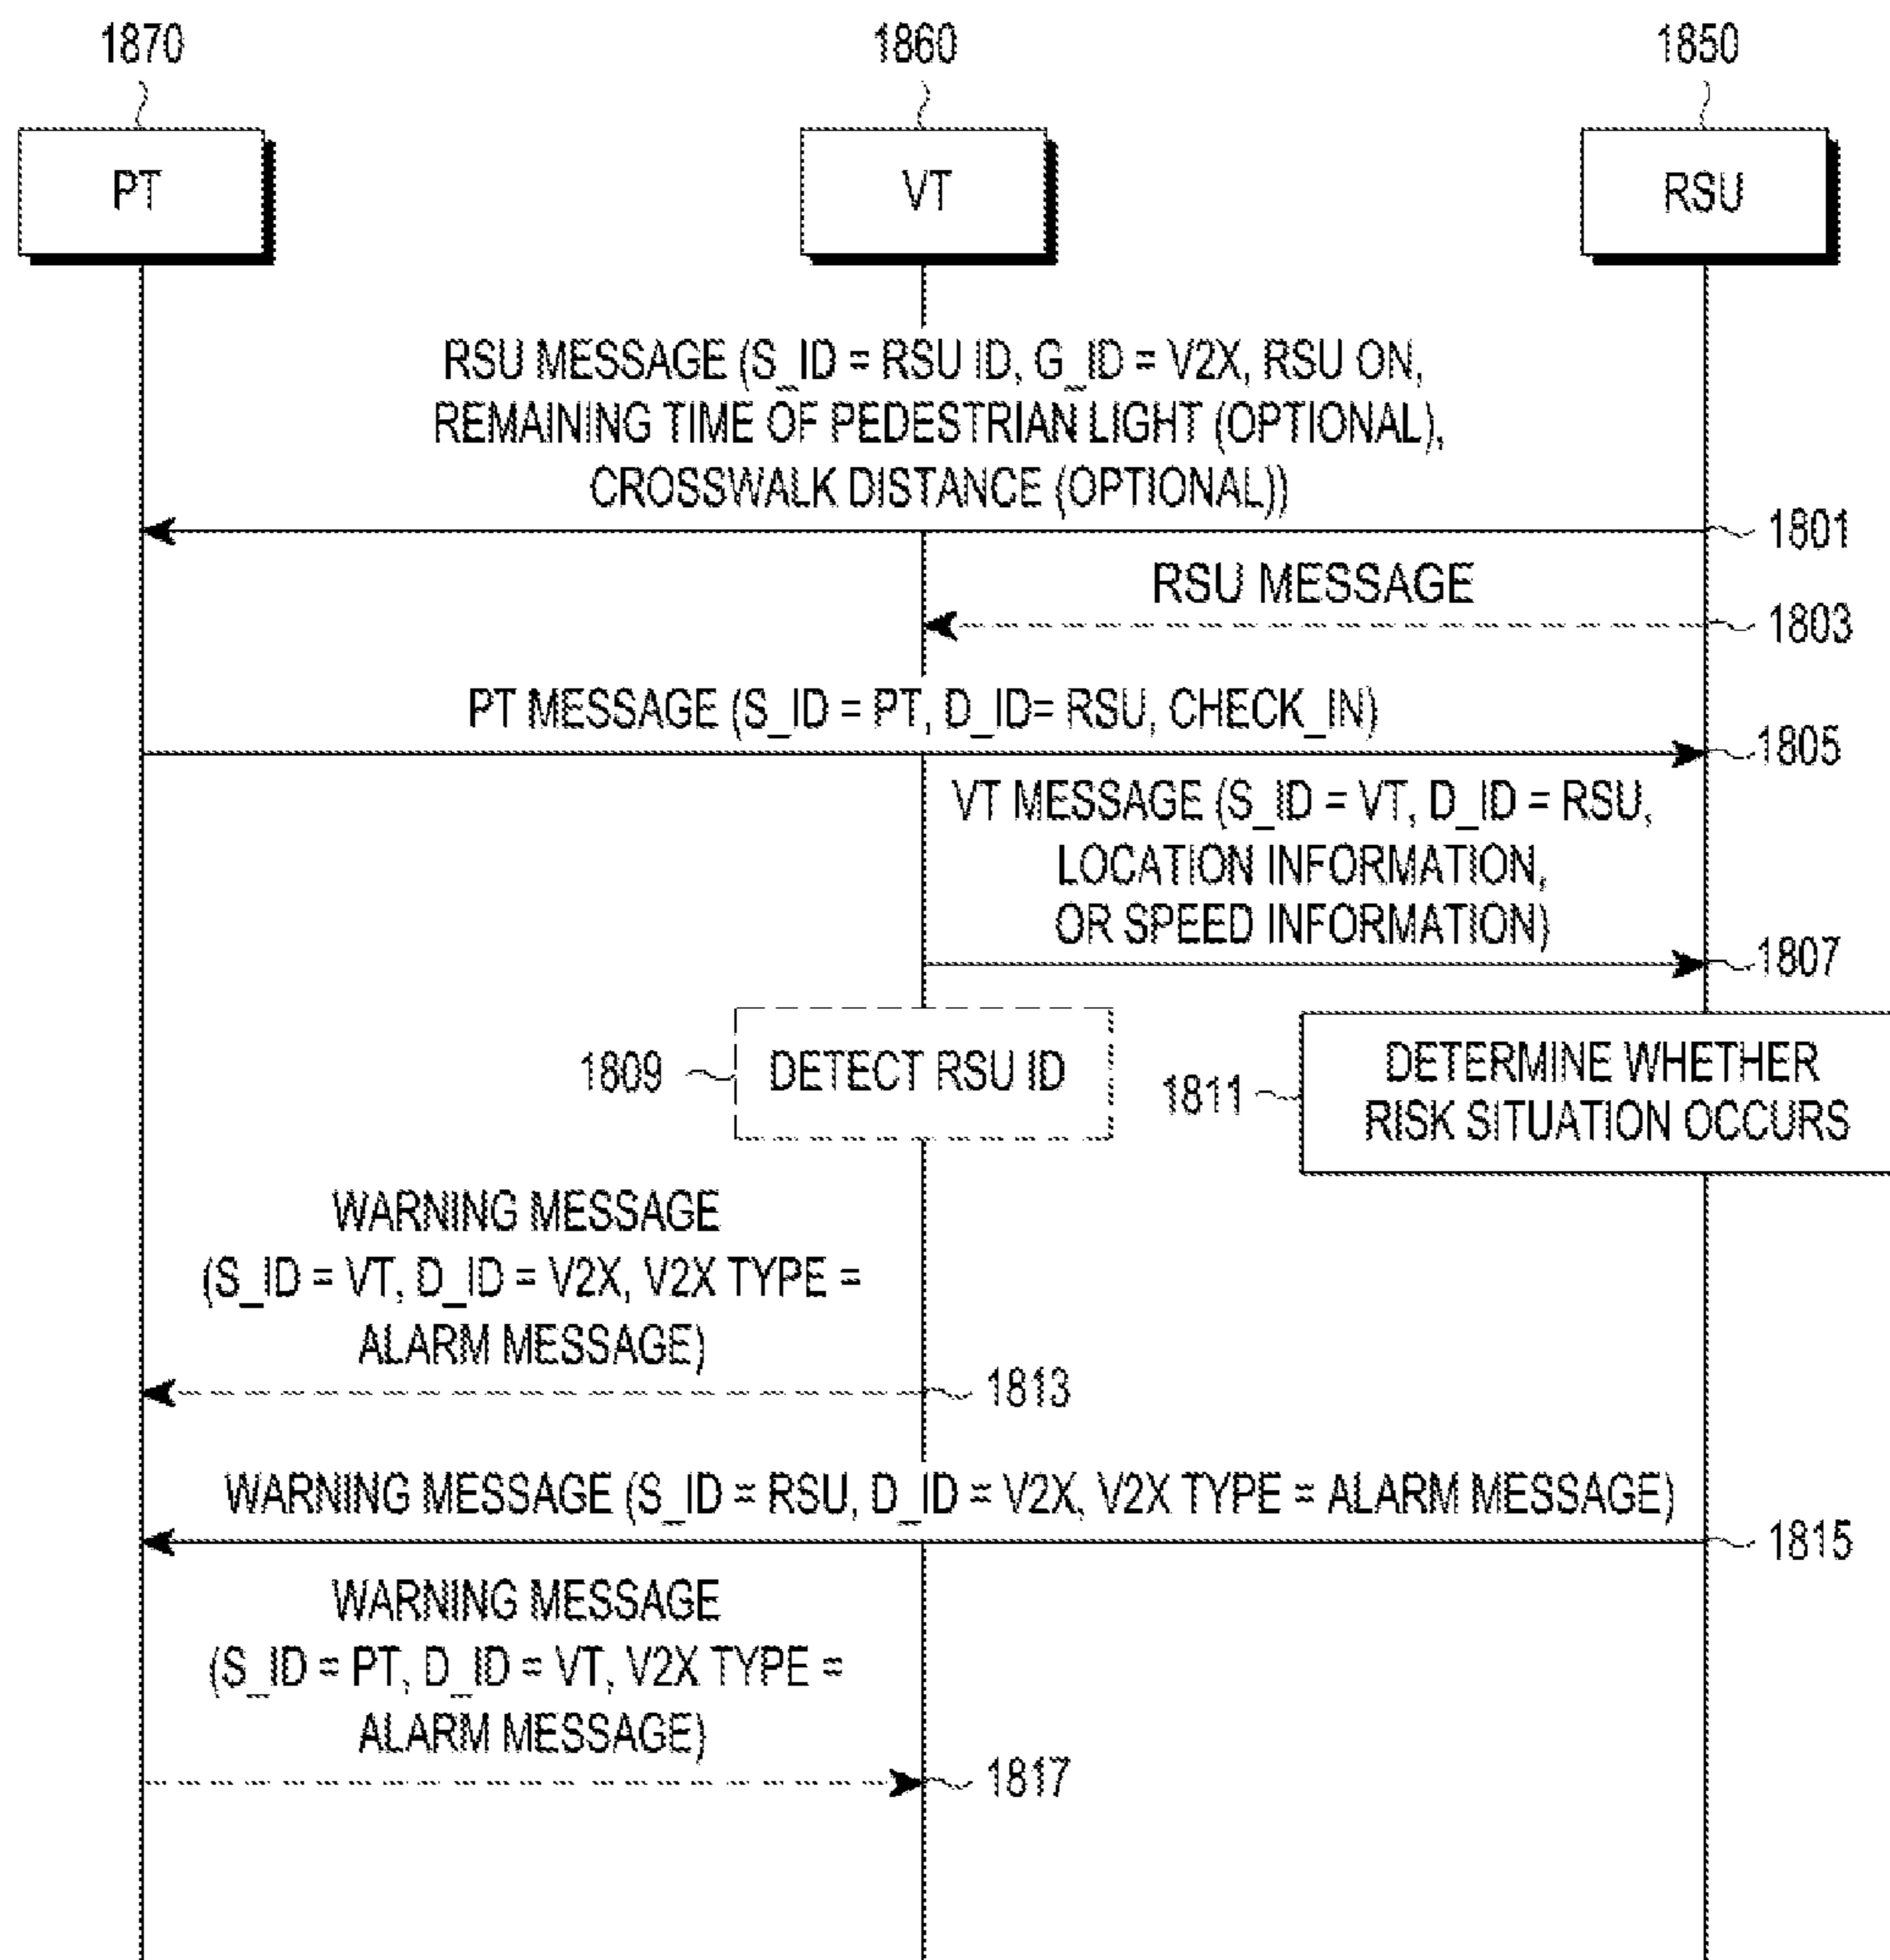 1870
1860
1850
PT
VT
RSU
RSU MESSAGE (S_ID = RSU ID, G_ID = V2X, RSU ON,
REMAINING TIME OF PEDESTRIAN LIGHT (OPTIONAL),
CROSSWALK DISTANCE (OPTIONAL))
1801
RSU MESSAGE
1803
PT MESSAGE (S_ID = PT, D_ID= RSU, CHECK_IN)
1805
VT MESSAGE (S_ID = VT, D_ID = RSU,
LOCATION INFORMATION,
OR SPEED INFORMATION)
1807
1809
DETECT RSU ID
1811
DETERMINE WHETHER
RISK SITUATION OCCURS
WARNING MESSAGE
(S_ID = VT, D_ID = V2X, V2X TYPE =
ALARM MESSAGE)
1813
WARNING MESSAGE (S_ID = RSU, D_ID = V2X, V2X TYPE = ALARM MESSAGE)
1815
WARNING MESSAGE
(S_ID = PT, D_ID = VT, V2X TYPE =
ALARM MESSAGE)
1817